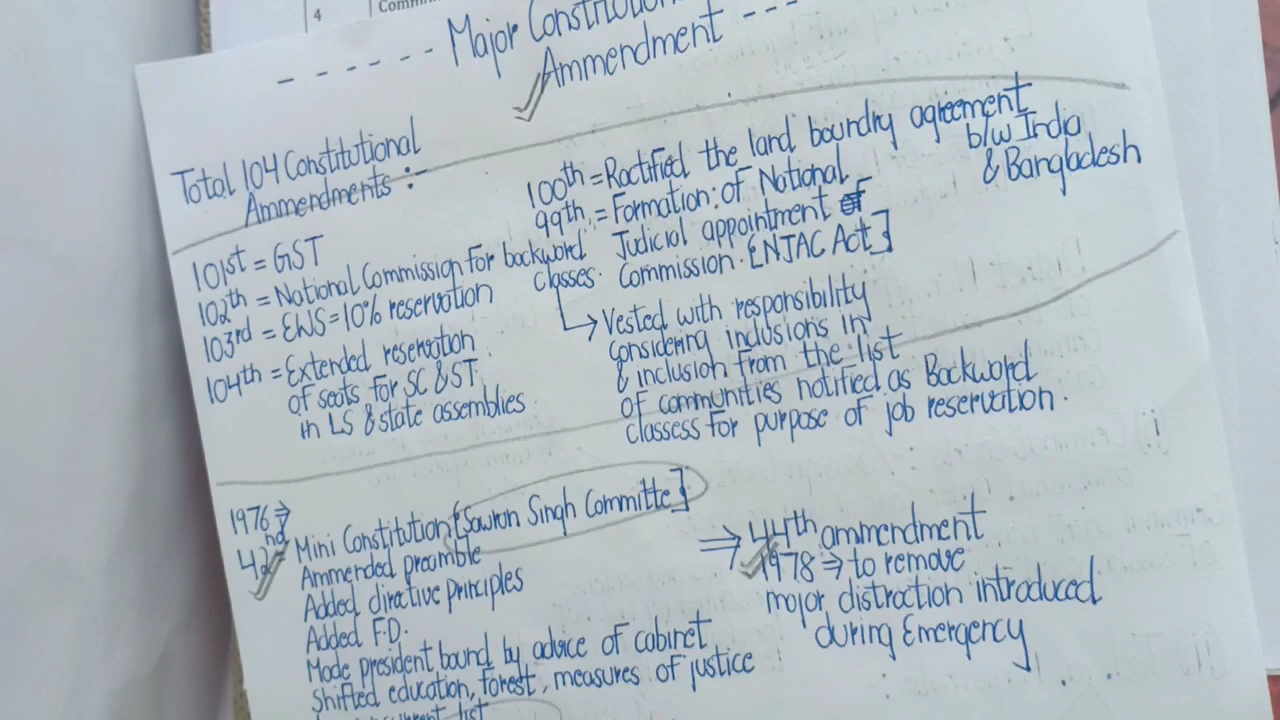 4
- - - - - - Major Constitution
Ammendment - - -
Total 104 Constitutional
Ammendments :-
101st = GST
102th = National Commission for backword
classes.
103rd = EWS = 10% reservation
104th = Extended reservation
of seats for SC & ST
in LS & state assemblies
100th = Ractified the land boundry agreement
b/w India
& Bangladesh
99th = Formation: of National
Judicial appointment
Commission. [NJAC Act]
→ Vested with responsibility
considering inclusions in
& inclusion from the list
of communities notified as Backword
classess for purpose of job reservation.
1976 ⇒
42nd Mini Constitution [Sawran Singh Committe]
Ammended preamble
Added directive principles
Added F.D.
Made president bound by advice of cabinet
Shifted education, forest, measures of justice
list
⇒ 44th ammendment
1978 ⇒ to remove
major distraction introduced
during Emergency